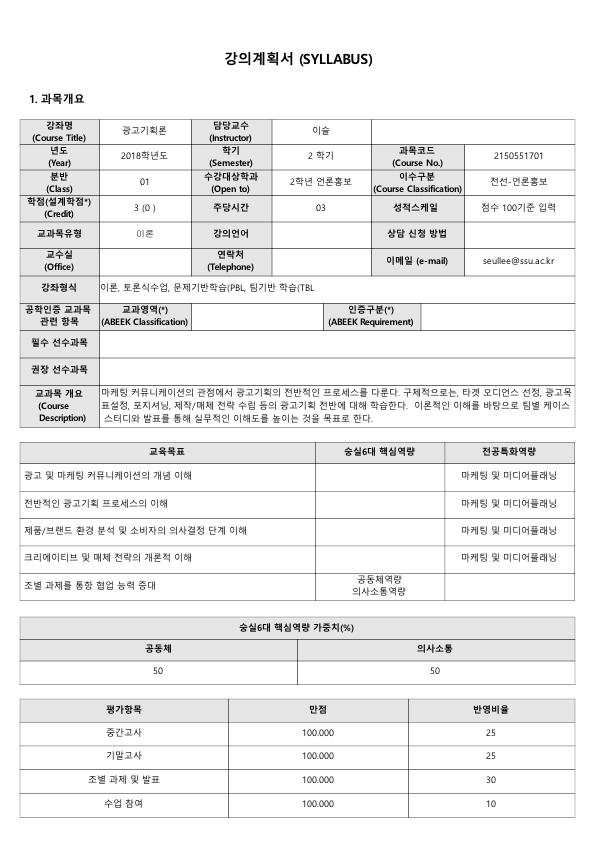 강의계획서 (SYLLABUS)
1. 과목개요
강좌명 (Course Title) 광고기획론 담당교수 (Instructor) 이슬
년도 (Year) 2018학년도 학기 (Semester) 2 학기 과목코드 (Course No.) 2150551701
분반 (Class) 01 수강대상학과 (Open to) 2학년 언론홍보 이수구분 (Course Classification) 전선-언론홍보
학점(설계학점*) (Credit) 3 (0 ) 주당시간 03 성적스케일 점수 100기준 입력
교과목유형 이론 강의언어 상담 신청 방법
교수실 (Office) 연락처 (Telephone) 이메일 (e-mail) seullee@ssu.ac.kr
강좌형식 이론, 토론식수업, 문제기반학습(PBL, 팀기반 학습(TBL
공학인증 교과목 관련 항목 교과영역(*) (ABEEK Classification) 인증구분(*) (ABEEK Requirement)
필수 선수과목
권장 선수과목
교과목 개요 (Course Description) 마케팅 커뮤니케이션의 관점에서 광고기획의 전반적인 프로세스를 다룬다. 구체적으로는, 타겟 오디언스 선정, 광고목
표설정, 포지셔닝, 제작/매체 전략 수립 등의 광고기획 전반에 대해 학습한다. 이론적인 이해를 바탕으로 팀별 케이스
스터디와 발표를 통해 실무적인 이해도를 높이는 것을 목표로 한다.
교육목표 숭실6대 핵심역량 전공특화역량
광고 및 마케팅 커뮤니케이션의 개념 이해 마케팅 및 미디어플래닝
전반적인 광고기획 프로세스의 이해 마케팅 및 미디어플래닝
제품/브랜드 환경 분석 및 소비자의 의사결정 단계 이해 마케팅 및 미디어플래닝
크리에이티브 및 매체 전략의 개론적 이해 마케팅 및 미디어플래닝
조별 과제를 통항 협업 능력 증대 공동체역량 의사소통역량
숭실6대 핵심역량 가중치(%)
공동체 의사소통
50 50
평가항목 만점 반영비율
중간고사 100.000 25
기말고사 100.000 25
조별 과제 및 발표 100.000 30
수업 참여 100.000 10